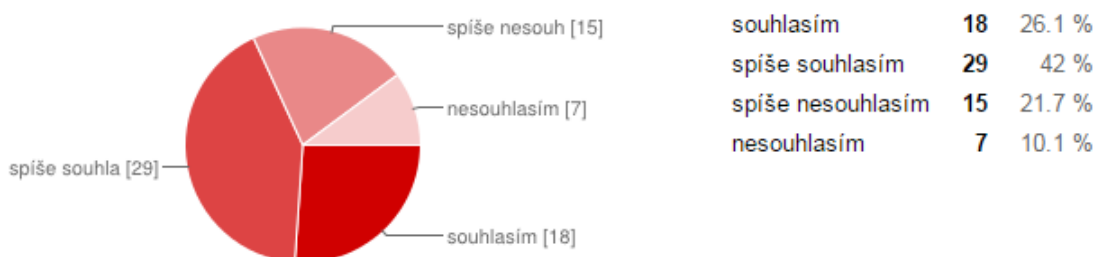 spíše nesouh [15]
nesouhlasím [7]
spíše souhla [29]
souhlasím [18]
souhlasím 18 26.1 %
spíše souhlasím 29 42 %
spíše nesouhlasím 15 21.7 %
nesouhlasím 7 10.1 %